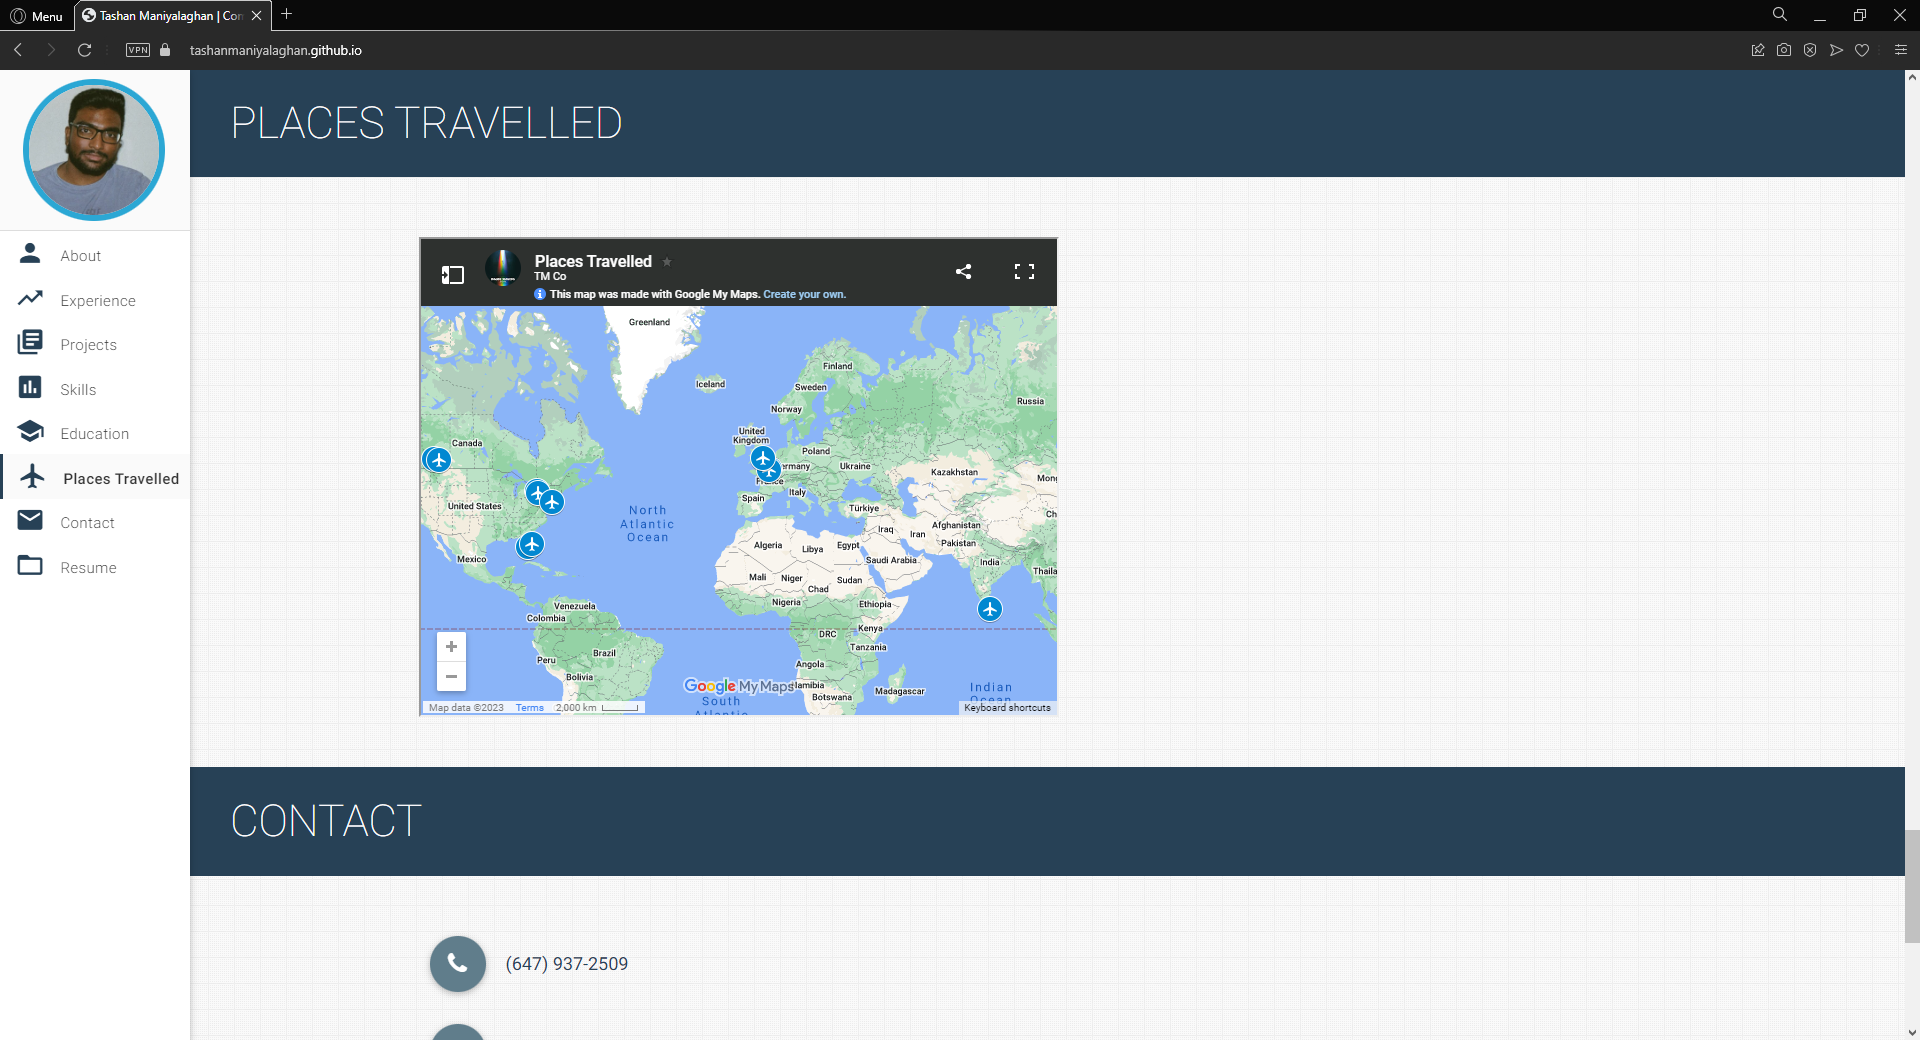 Menu
Tashan Maniyalaghan | Con
VPN
tashanmaniyalaghan.github.io
About
Experience
Projects
Skills
Education
Places Travelled
Contact
Resume
PLACES TRAVELLED
Places Travelled
TM Co
This map was made with Google My Maps. Create your own.
Greenland
Iceland
Finland
Sweden
Norway
Russia
United
Kingdom
Canada
Poland
ermany
Ukraine
Kazakhstan
Mong
France
Italy
Spain
United States
Türkiye
Ch
North
Atlantic
Ocean
Afghanistan
Iraq
Iran
Pakistan
Algeria
Libya
Egypt
Mexico
Saudi Arabia
India
Thaila
Mali
Niger
Sudan
Chad
Nigeria
Ethiopia
Venezuela
Colombia
DRC
Kenya
Tanzania
Brazil
Peru
Angola
Bolivia
Google My Maps
amibia
Botswana
Madagascar
Indian
Ocean
South
Atlantic
Map data ©2023
Terms
2,000 km
Keyboard shortcuts
CONTACT
(647) 937-2509